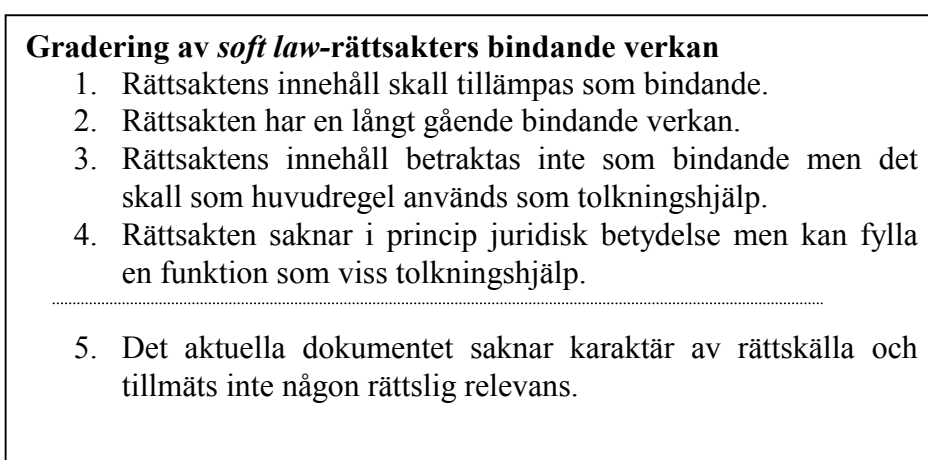 Gradering av soft law-rättsakters bindande verkan
1. Rättsaktens innehåll skall tillämpas som bindande.
2. Rättsakten har en långt gående bindande verkan.
3. Rättsaktens innehåll betraktas inte som bindande men det
skall som huvudregel används som tolkningshjälp.
4. Rättsakten saknar i princip juridisk betydelse men kan fylla
en funktion som viss tolkningshjälp.
5. Det aktuella dokumentet saknar karaktär av rättskälla och
tillmäts inte någon rättslig relevans.